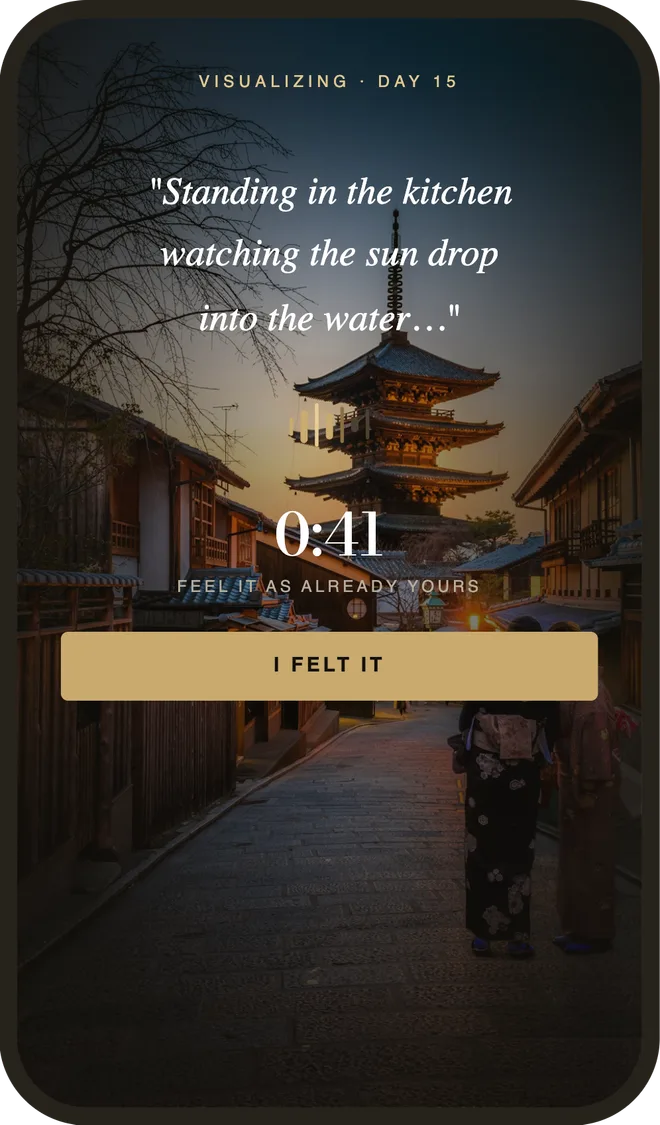 VISUALIZING · DAY 15
"Standing in the kitchen
watching the sun drop
into the water…"
0:41
FEEL IT AS ALREADY YOURS
I FELT IT